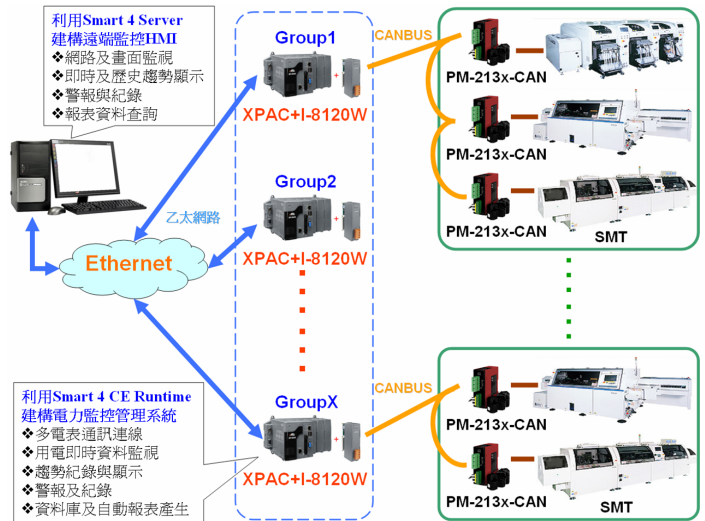 利用Smart 4 Server
建構遠端監控HMI
❖網路及畫面監視
❖即時及歷史趨勢顯示
❖警報與紀錄
❖報表資料查詢
乙太網路
Ethernet
Group1
XPAC+I-8120W
Group2
XPAC+I-8120W
GroupX
XPAC+I-8120W
利用Smart 4 CE Runtime
建構電力監控管理系統
❖多電表通訊連線
❖用電即時資料監視
❖趨勢紀錄與顯示
❖警報及紀錄
❖資料庫及自動報表產生
CANBUS
PM-213x-CAN
PM-213x-CAN
PM-213x-CAN
SMT
CANBUS
PM-213x-CAN
PM-213x-CAN
SMT